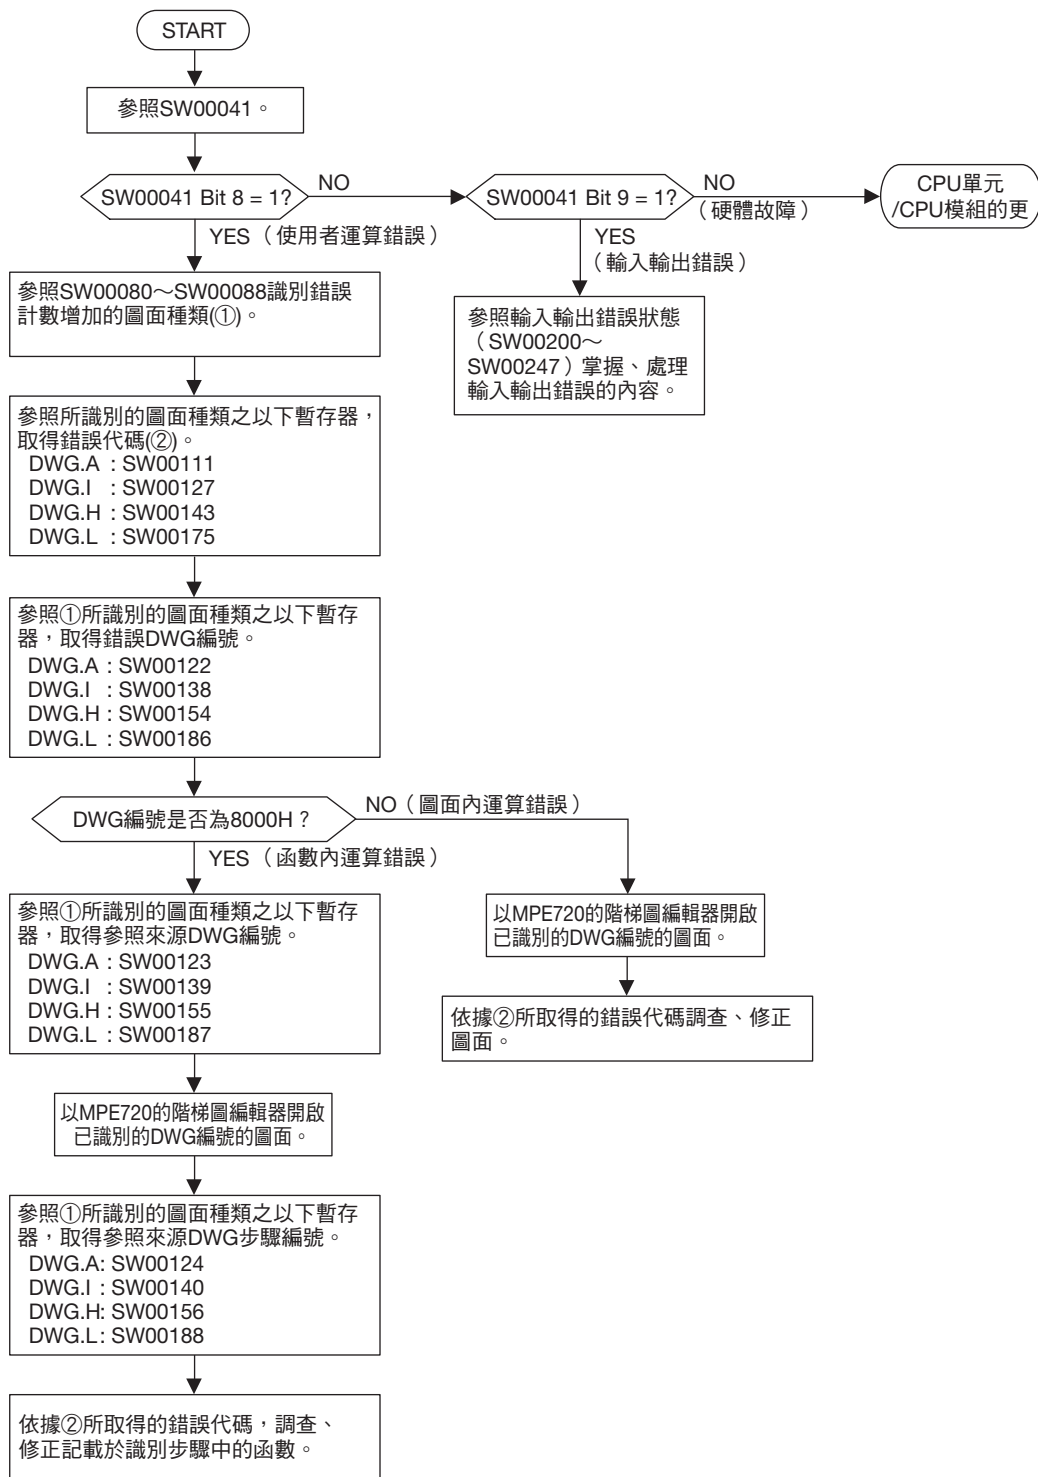 START
參照SW00041。
SW00041 Bit 8 = 1?
NO
SW00041 Bit 9 = 1?
NO
（硬體故障）
CPU單元
/CPU模組的更
YES（使用者運算錯誤）
YES
（輸入輸出錯誤）
參照SW00080～SW00088識別錯誤
計數增加的圖面種類(①)。
參照輸入輸出錯誤狀態
（SW00200～
SW00247）掌握、處理
輸入輸出錯誤的內容。
參照所識別的圖面種類之以下暫存器，
取得錯誤代碼(②)。
DWG.A : SW00111
DWG.I : SW00127
DWG.H : SW00143
DWG.L : SW00175
參照①所識別的圖面種類之以下暫存
器，取得錯誤DWG編號。
DWG.A : SW00122
DWG.I : SW00138
DWG.H : SW00154
DWG.L : SW00186
DWG編號是否為8000H？
NO（圖面內運算錯誤）
YES（函數內運算錯誤）
參照①所識別的圖面種類之以下暫存
器，取得參照來源DWG編號。
DWG.A : SW00123
DWG.I : SW00139
DWG.H : SW00155
DWG.L : SW00187
以MPE720的階梯圖編輯器開啟
已識別的DWG編號的圖面。
依據②所取得的錯誤代碼調查、修正
圖面。
以MPE720的階梯圖編輯器開啟
已識別的DWG編號的圖面。
參照①所識別的圖面種類之以下暫存
器，取得參照來源DWG步驟編號。
DWG.A: SW00124
DWG.I : SW00140
DWG.H: SW00156
DWG.L: SW00188
依據②所取得的錯誤代碼，調查、
修正記載於識別步驟中的函數。